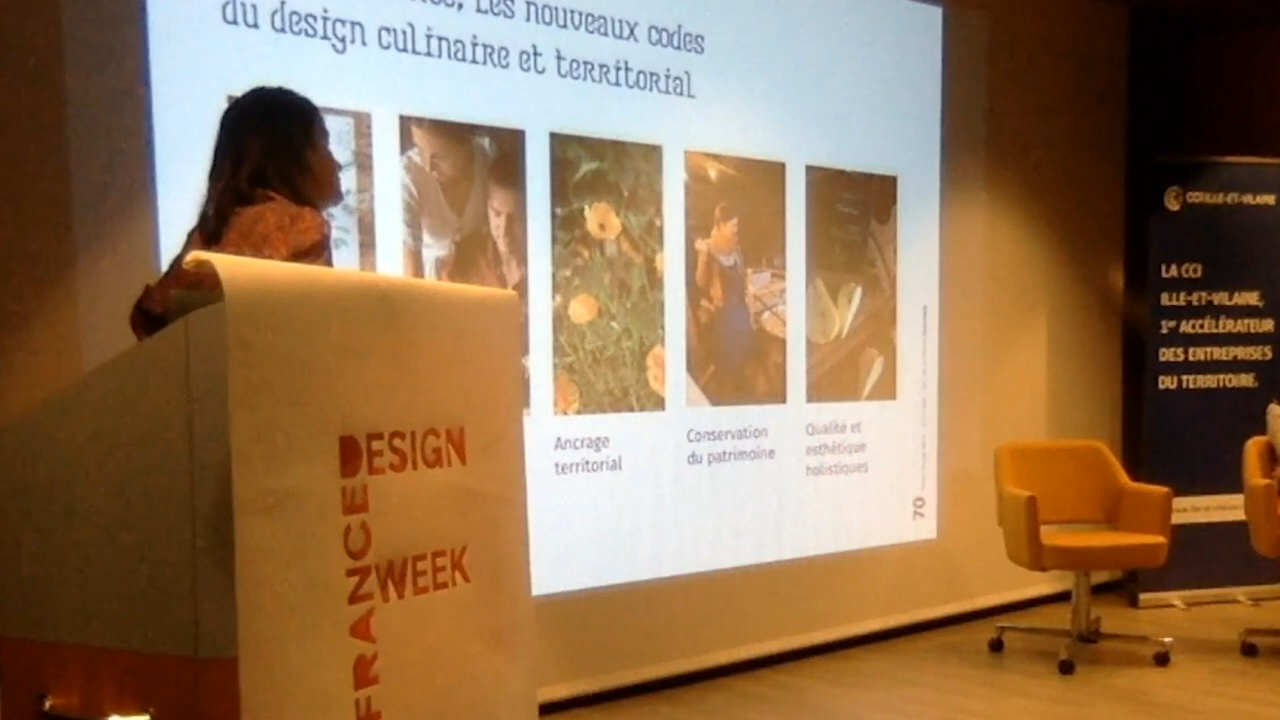 Les nouveaux codes
du design culinaire et territorial
Ancrage
territorial
Conservation
du patrimoine
Qualité et
esthétique
holistiques
70
FRANCE
DESIGN
WEEK
CCI ILLE-ET-VILAINE
LA CCI
ILLE-ET-VILAINE,
1er ACCÉLÉRATEUR
DES ENTREPRISES
DU TERRITOIRE.